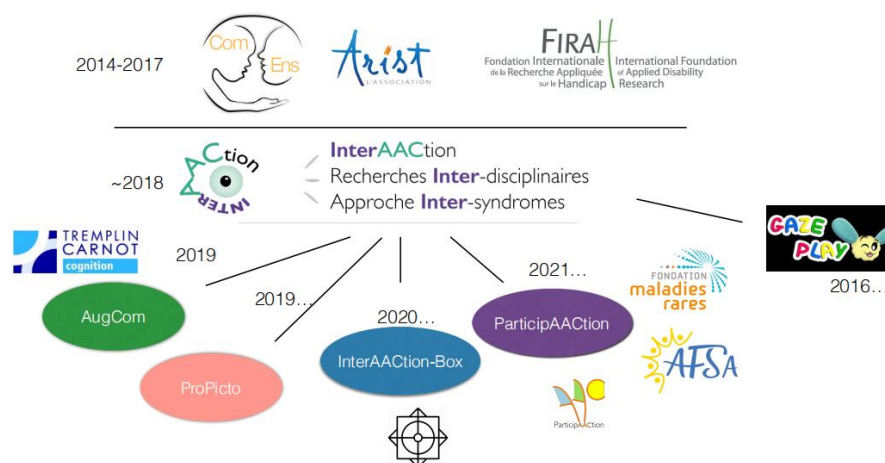 Com
Ens
2014-2017
Arist
L'ASSOCIATION
FIRAH
Fondation Internationale
de la Recherche Appliquée
sur le Handicap
International Foundation
of Applied Disability
Research
~2018
InterAACtion
InterAACtion
Recherches Inter-disciplinaires
Approche Inter-syndromes
TREMPLIN
CARNOT
cognition
2019
AugCom
2019...
ProPicto
2020...
InterAACtion-Box
2021...
ParticipAACtion
ParticipAACtion
FONDATION
maladies
rares
AFSA
GAZE
PLAY
2016...